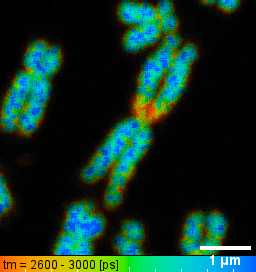 tm = 2600 - 3000 [ps]
1 µm